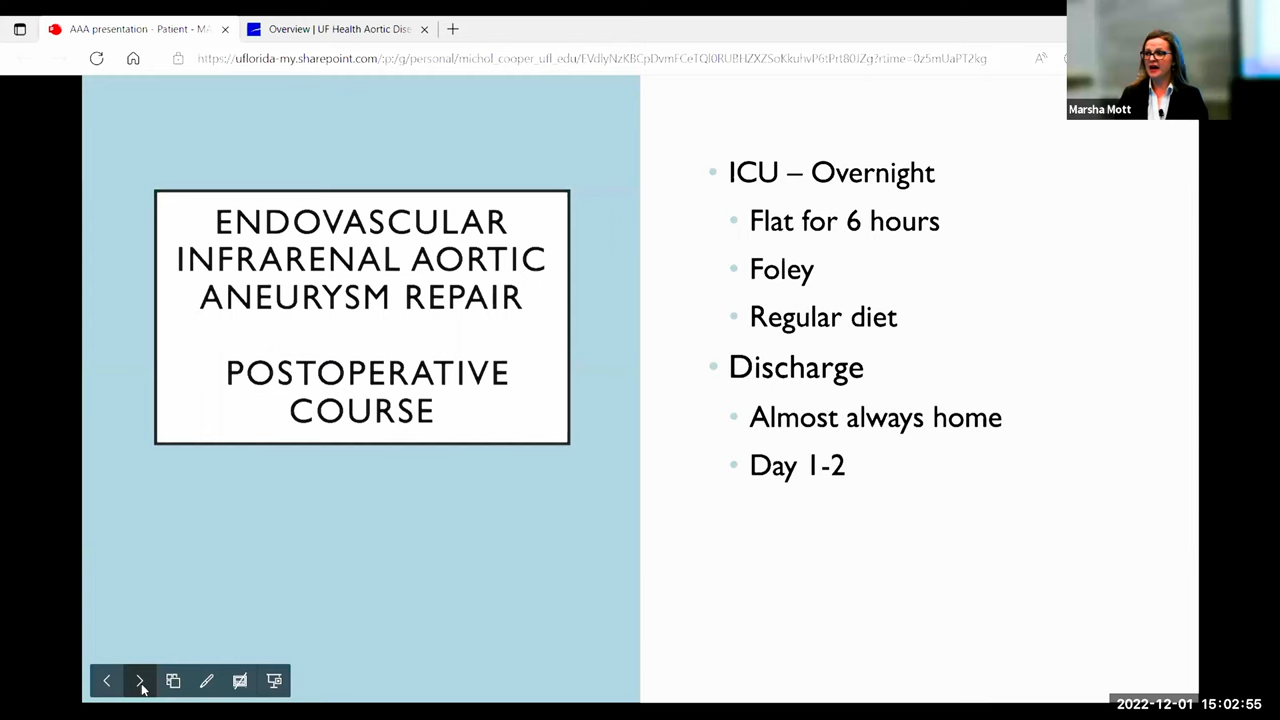 AAA presentation - Patient - MA
Overview | UF Health Aortic Dise
Marsha Mott
ENDOVASCULAR
INFRARENAL AORTIC
ANEURYSM REPAIR
POSTOPERATIVE
COURSE
• ICU – Overnight
• Flat for 6 hours
• Foley
• Regular diet
• Discharge
• Almost always home
• Day 1-2
2022-12-01 15:02:55